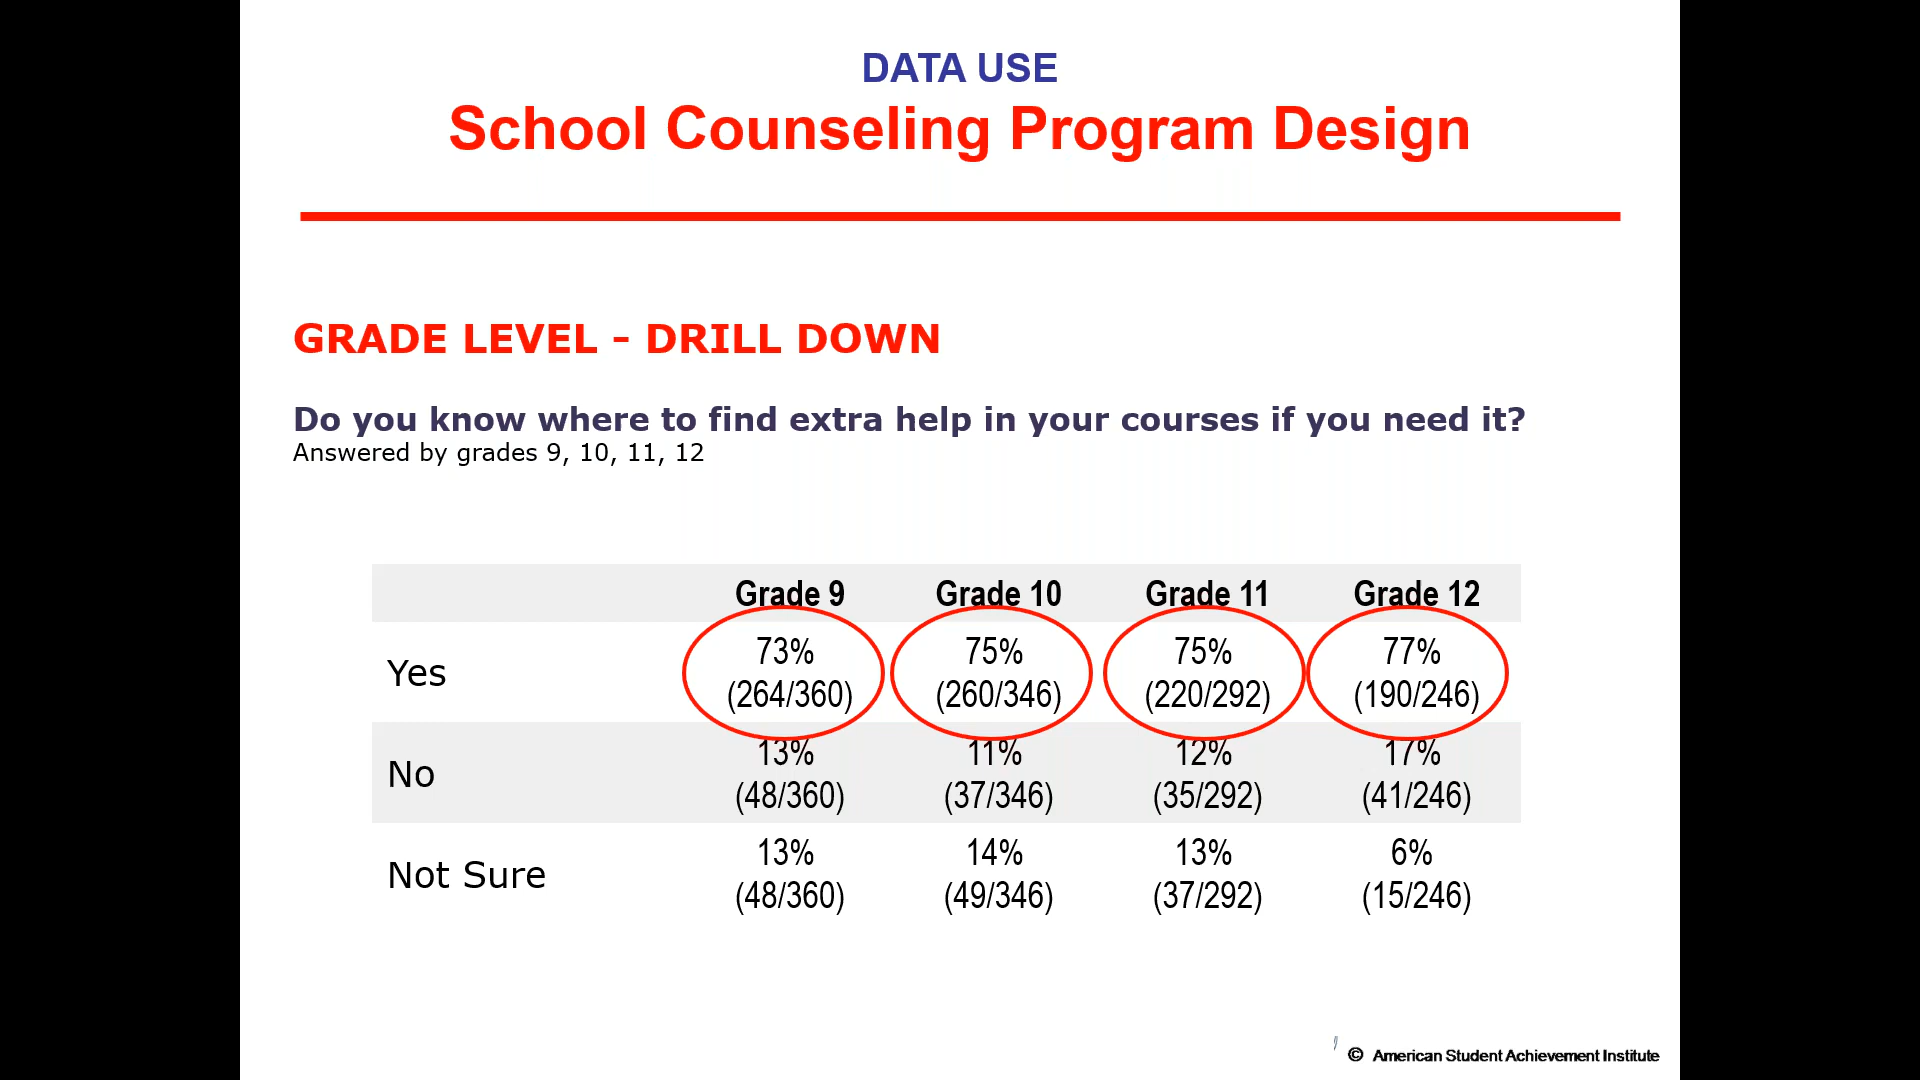 DATA USE
School Counseling Program Design
GRADE LEVEL - DRILL DOWN
Do you know where to find extra help in your courses if you need it?
Answered by grades 9, 10, 11, 12
Grade 9 Grade 10 Grade 11 Grade 12
Yes 73% (264/360) 75% (260/346) 75% (220/292) 77% (190/246)
No 13% (48/360) 11% (37/346) 12% (35/292) 17% (41/246)
Not Sure 13% (48/360) 14% (49/346) 13% (37/292) 6% (15/246)
© American Student Achievement Institute